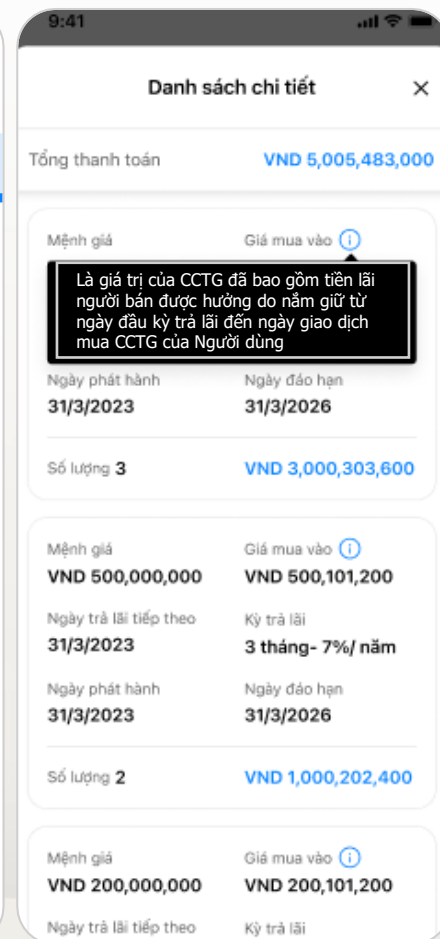 9:41
Danh sách chi tiết
Tổng thanh toán VND 5,005,483,000
Mệnh giá Giá mua vào
Là giá trị của CCTG đã bao gồm tiền lãi
người bán được hưởng do nắm giữ từ
ngày đầu kỳ trả lãi đến ngày giao dịch
mua CCTG của Người dùng
Ngày phát hành Ngày đáo hạn
31/3/2023 31/3/2026
Số lượng 3 VND 3,000,303,600
Mệnh giá Giá mua vào
VND 500,000,000 VND 500,101,200
Ngày trả lãi tiếp theo Kỳ trả lãi
31/3/2023 3 tháng- 7%/ năm
Ngày phát hành Ngày đáo hạn
31/3/2023 31/3/2026
Số lượng 2 VND 1,000,202,400
Mệnh giá Giá mua vào
VND 200,000,000 VND 200,101,200
Ngày trả lãi tiếp theo Kỳ trả lãi